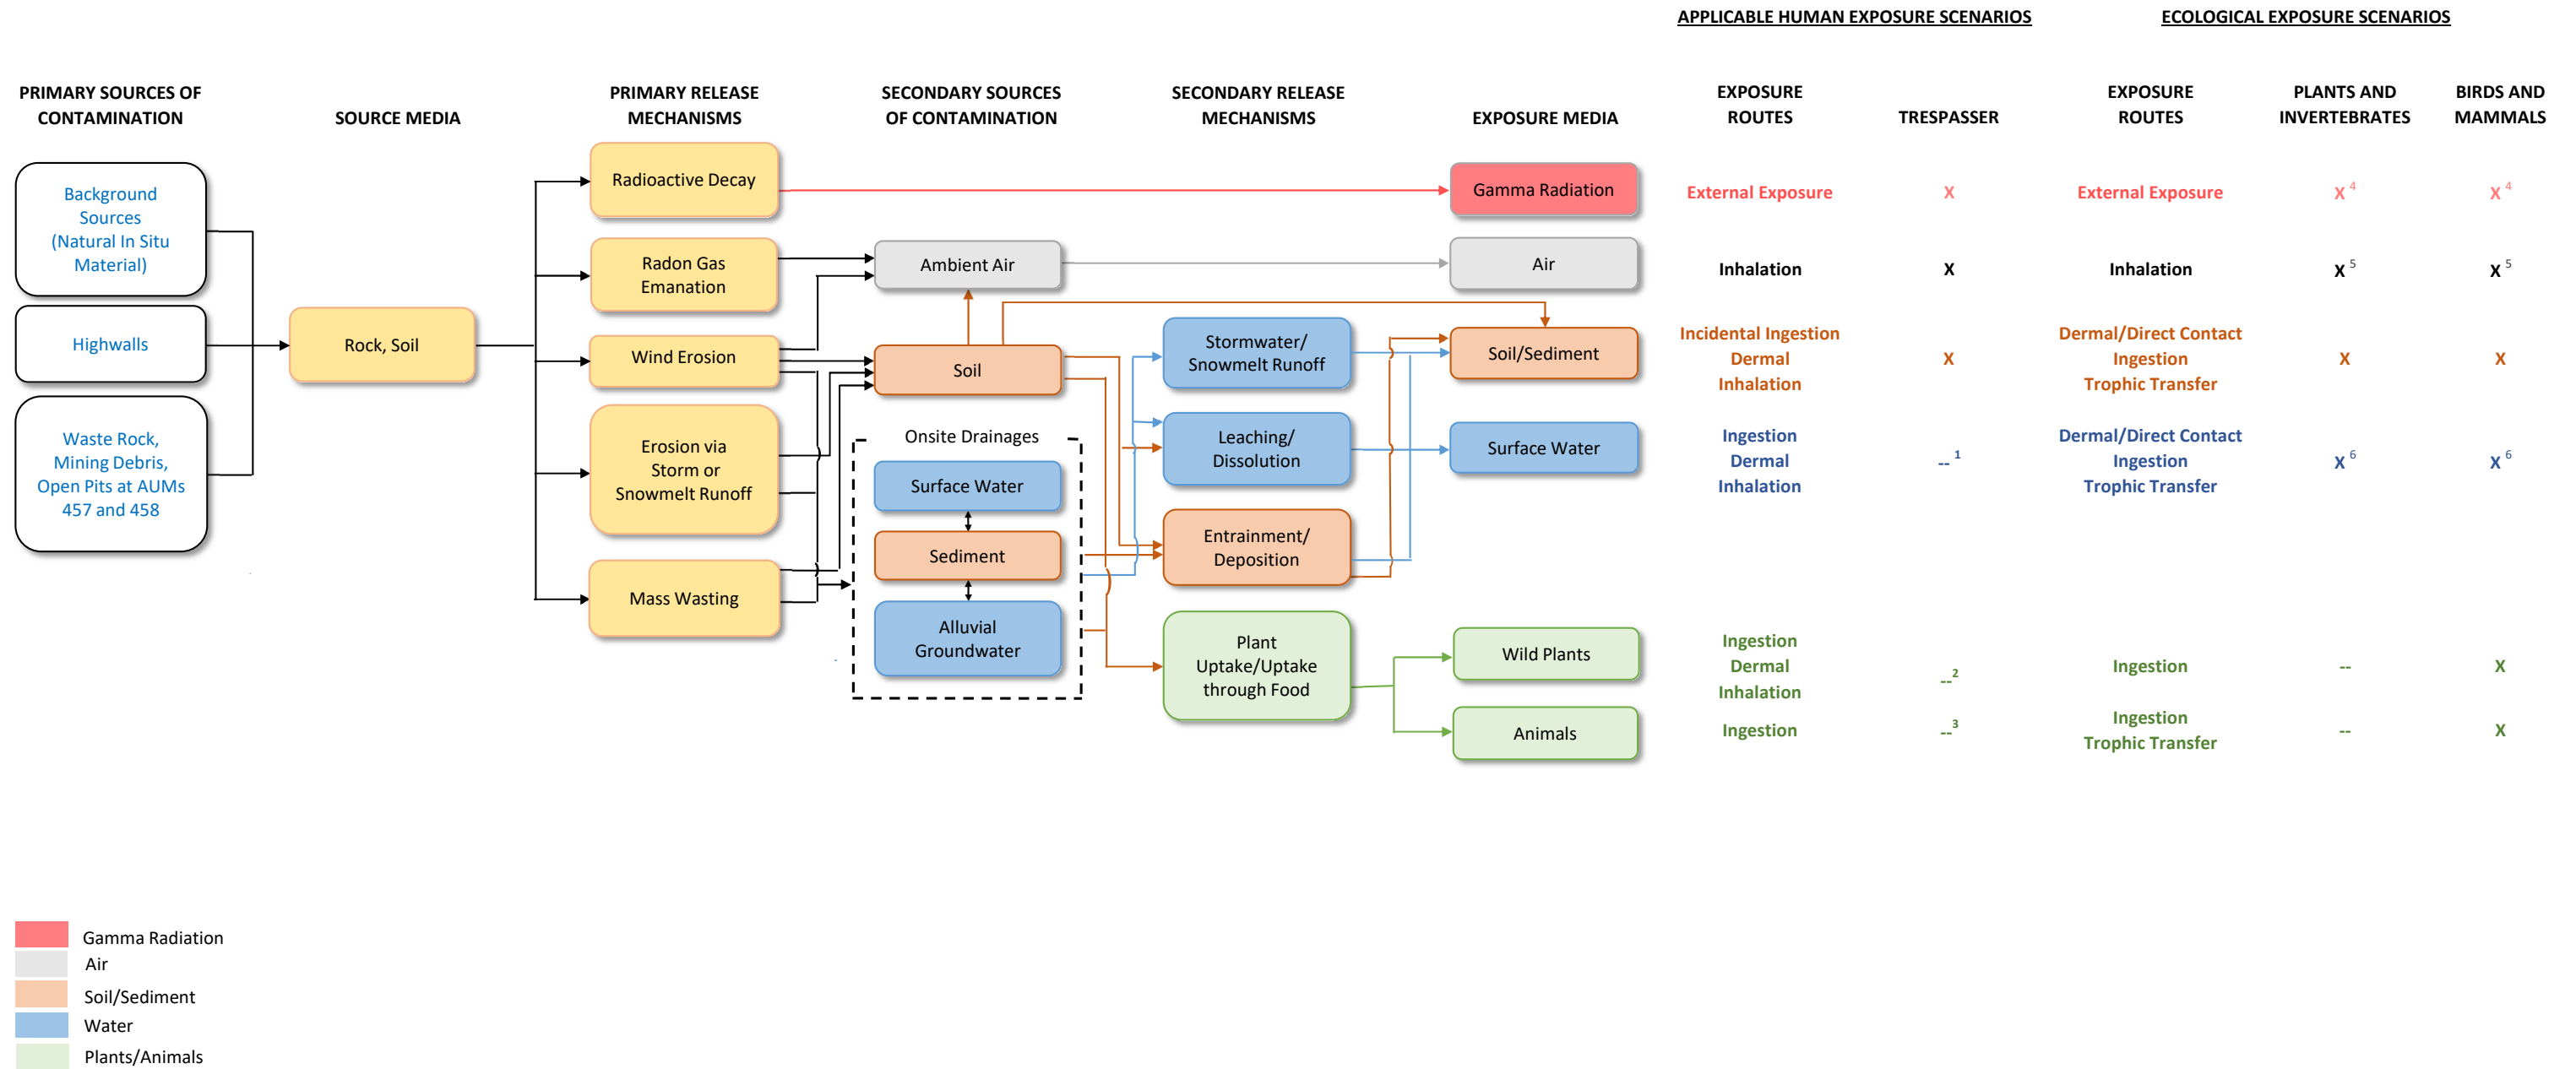 APPLICABLE HUMAN EXPOSURE SCENARIOS
ECOLOGICAL EXPOSURE SCENARIOS
PRIMARY SOURCES OF
CONTAMINATION
SOURCE MEDIA
PRIMARY RELEASE
MECHANISMS
SECONDARY SOURCES
OF CONTAMINATION
SECONDARY RELEASE
MECHANISMS
EXPOSURE MEDIA
EXPOSURE
ROUTES
TRESPASSER
EXPOSURE
ROUTES
PLANTS AND
INVERTEBRATES
BIRDS AND
MAMMALS
Background
Sources
(Natural In Situ
Material)
Highwalls
Waste Rock,
Mining Debris,
Open Pits at AUMs
457 and 458
Rock, Soil
Radioactive Decay
Radon Gas
Emanation
Wind Erosion
Erosion via
Storm or
Snowmelt Runoff
Mass Wasting
Ambient Air
Soil
Onsite Drainages
Surface Water
Sediment
Alluvial
Groundwater
Stormwater/
Snowmelt Runoff
Leaching/
Dissolution
Entrainment/
Deposition
Plant
Uptake/Uptake
through Food
Gamma Radiation
Air
Soil/Sediment
Surface Water
Wild Plants
Animals
External Exposure
X
External Exposure
X 4
X 4
Inhalation
X
Inhalation
X 5
X 5
Incidental Ingestion
Dermal
Inhalation
X
Dermal/Direct Contact
Ingestion
Trophic Transfer
X
X
Ingestion
Dermal
Inhalation
-- 1
Dermal/Direct Contact
Ingestion
Trophic Transfer
X 6
X 6
Ingestion
Dermal
Inhalation
--2
Ingestion
--
X
Ingestion
--3
Ingestion
Trophic Transfer
--
X
Gamma Radiation
Air
Soil/Sediment
Water
Plants/Animals